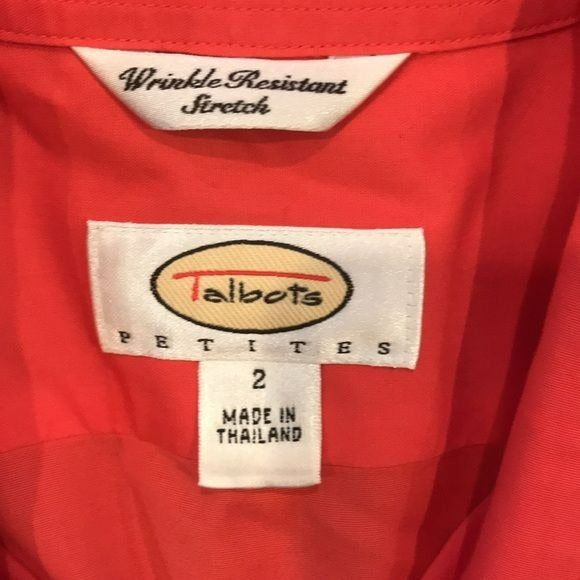 Wrinkle Resistant
Stretch
Talbots
PETITES
2
MADE IN
THAILAND